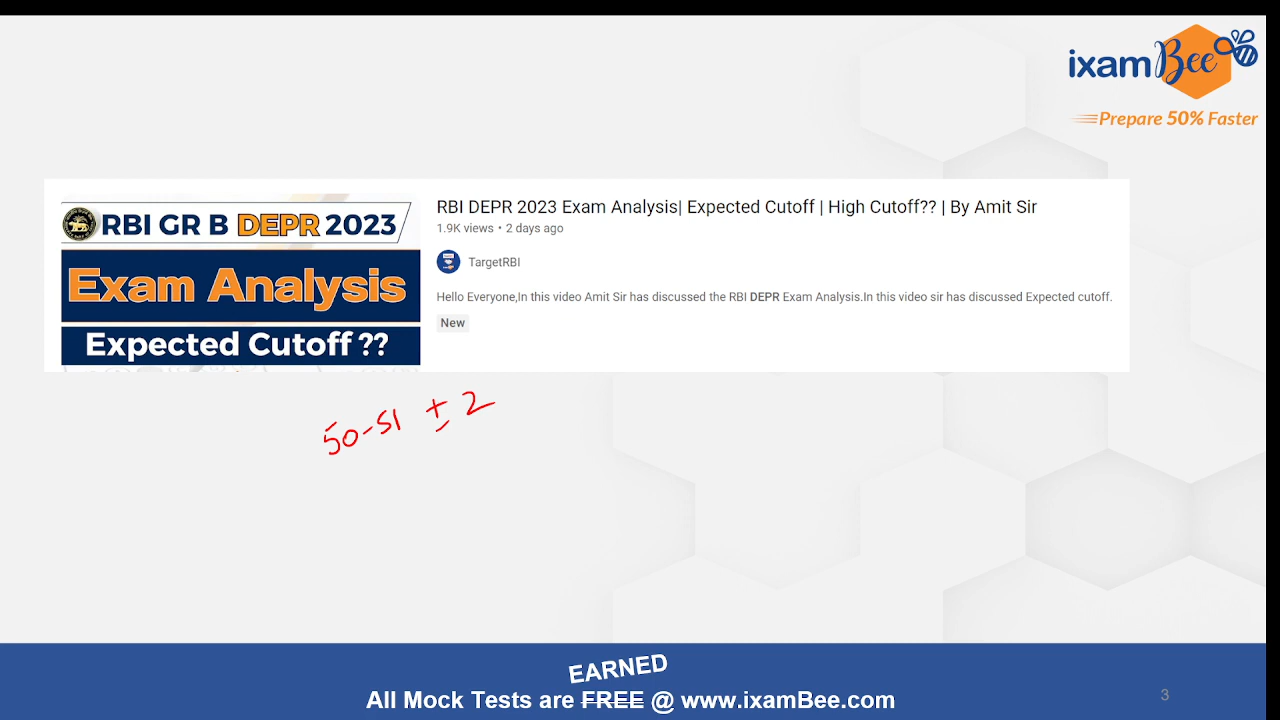 ixamBee
Prepare 50% Faster
RBI GR B DEPR 2023
Exam Analysis
Expected Cutoff ??
RBI DEPR 2023 Exam Analysis| Expected Cutoff | High Cutoff?? | By Amit Sir
1.9K views • 2 days ago
TargetRBI
Hello Everyone,In this video Amit Sir has discussed the RBI DEPR Exam Analysis.In this video sir has discussed Expected cutoff.
New
50-51 ± 2
EARNED
All Mock Tests are FREE @ www.ixamBee.com
3